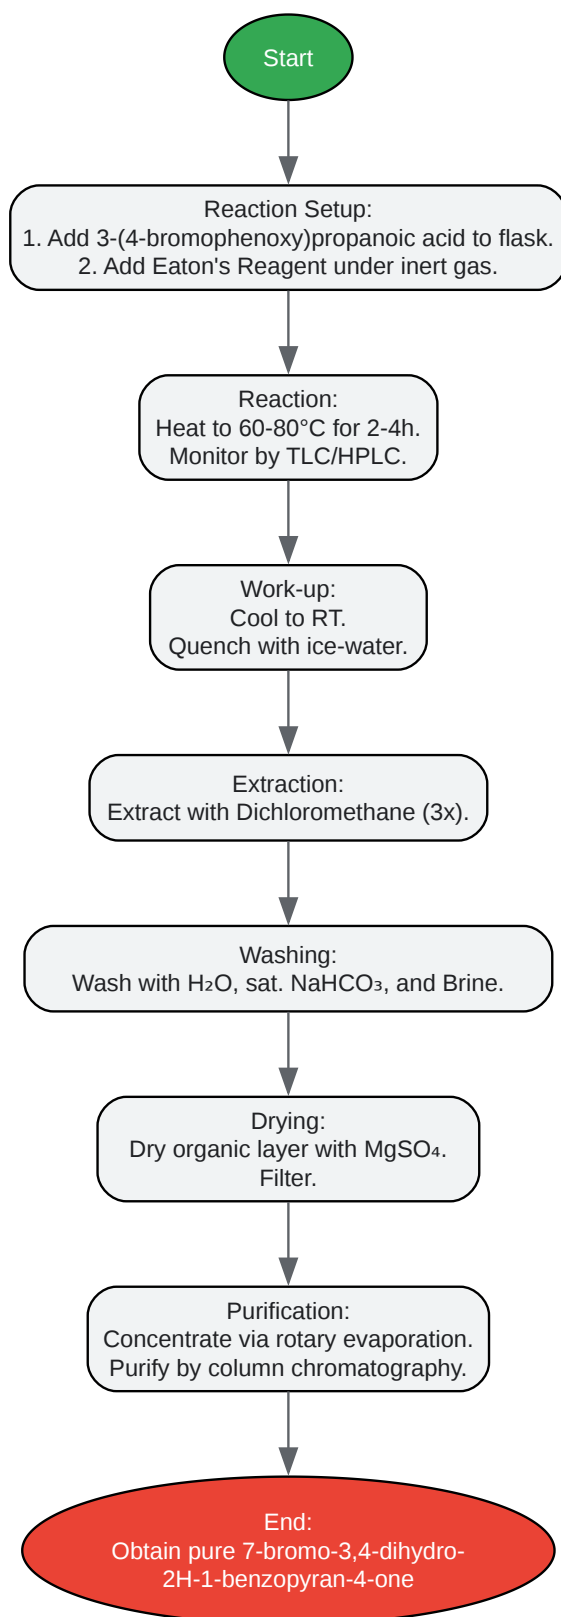 Start
Reaction Setup:
1. Add 3-(4-bromophenoxy)propanoic acid to flask.
2. Add Eaton's Reagent under inert gas.
Reaction:
Heat to 60-80°C for 2-4h.
Monitor by TLC/HPLC.
Work-up:
Cool to RT.
Quench with ice-water.
Extraction:
Extract with Dichloromethane (3x).
Washing:
Wash with H₂O, sat. NaHCO₃, and Brine.
Drying:
Dry organic layer with MgSO₄.
Filter.
Purification:
Concentrate via rotary evaporation.
Purify by column chromatography.
End:
Obtain pure 7-bromo-3,4-dihydro-
2H-1-benzopyran-4-one